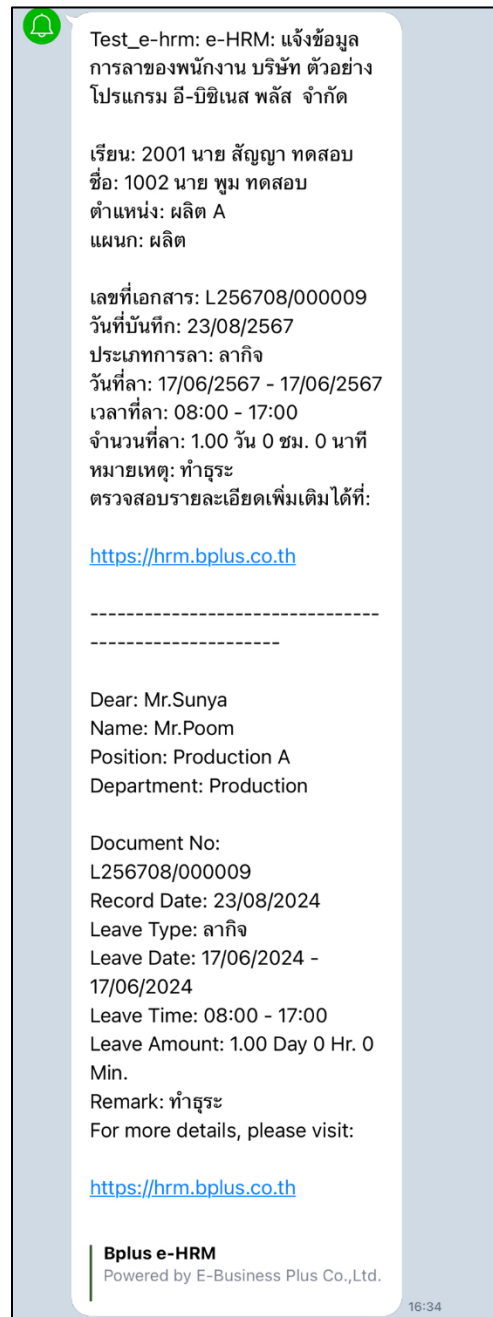 Test_e-hrm: e-HRM: แจ้งข้อมูล
การลาของพนักงาน บริษัท ตัวอย่าง
โปรแกรม อี-บิซิเนส พลัส  จำกัด
เรียน: 2001 นาย สัญญา ทดสอบ
ชื่อ: 1002 นาย พูม ทดสอบ
ตำแหน่ง: ผลิต A
แผนก: ผลิต
เลขที่เอกสาร: L256708/000009
วันที่บันทึก: 23/08/2567
ประเภทการลา: ลากิจ
วันที่ลา: 17/06/2567 - 17/06/2567
เวลาที่ลา: 08:00 - 17:00
จำนวนที่ลา: 1.00 วัน 0 ชม. 0 นาที
หมายเหตุ: ทำธุระ
ตรวจสอบรายละเอียดเพิ่มเติมได้ที่:
https://hrm.bplus.co.th
--------------------------------
---------------------
Dear: Mr.Sunya
Name: Mr.Poom
Position: Production A
Department: Production
Document No:
L256708/000009
Record Date: 23/08/2024
Leave Type: ลากิจ
Leave Date: 17/06/2024 -
17/06/2024
Leave Time: 08:00 - 17:00
Leave Amount: 1.00 Day 0 Hr. 0
Min.
Remark: ทำธุระ
For more details, please visit:
https://hrm.bplus.co.th
Bplus e-HRM
Powered by E-Business Plus Co.,Ltd.
16:34